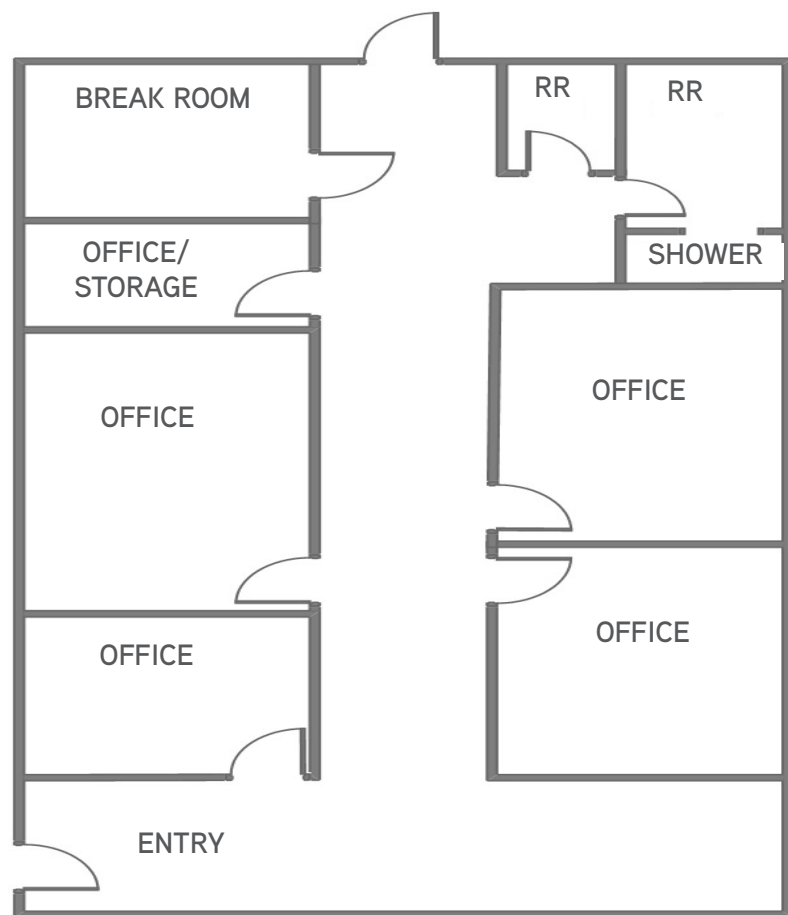 BREAK ROOM
RR
RR
OFFICE/
STORAGE
SHOWER
OFFICE
OFFICE
OFFICE
OFFICE
ENTRY